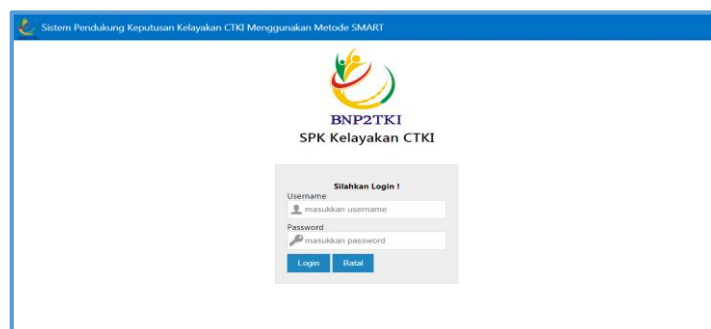 Sistem Pendukung Keputusan Kelayakan CTKI Menggunakan Metode SMART
BNP2TKI
SPK Kelayakan CTKI
Silahkan Login !
Username
masukkan username
Password
masukkan password
Login Batal